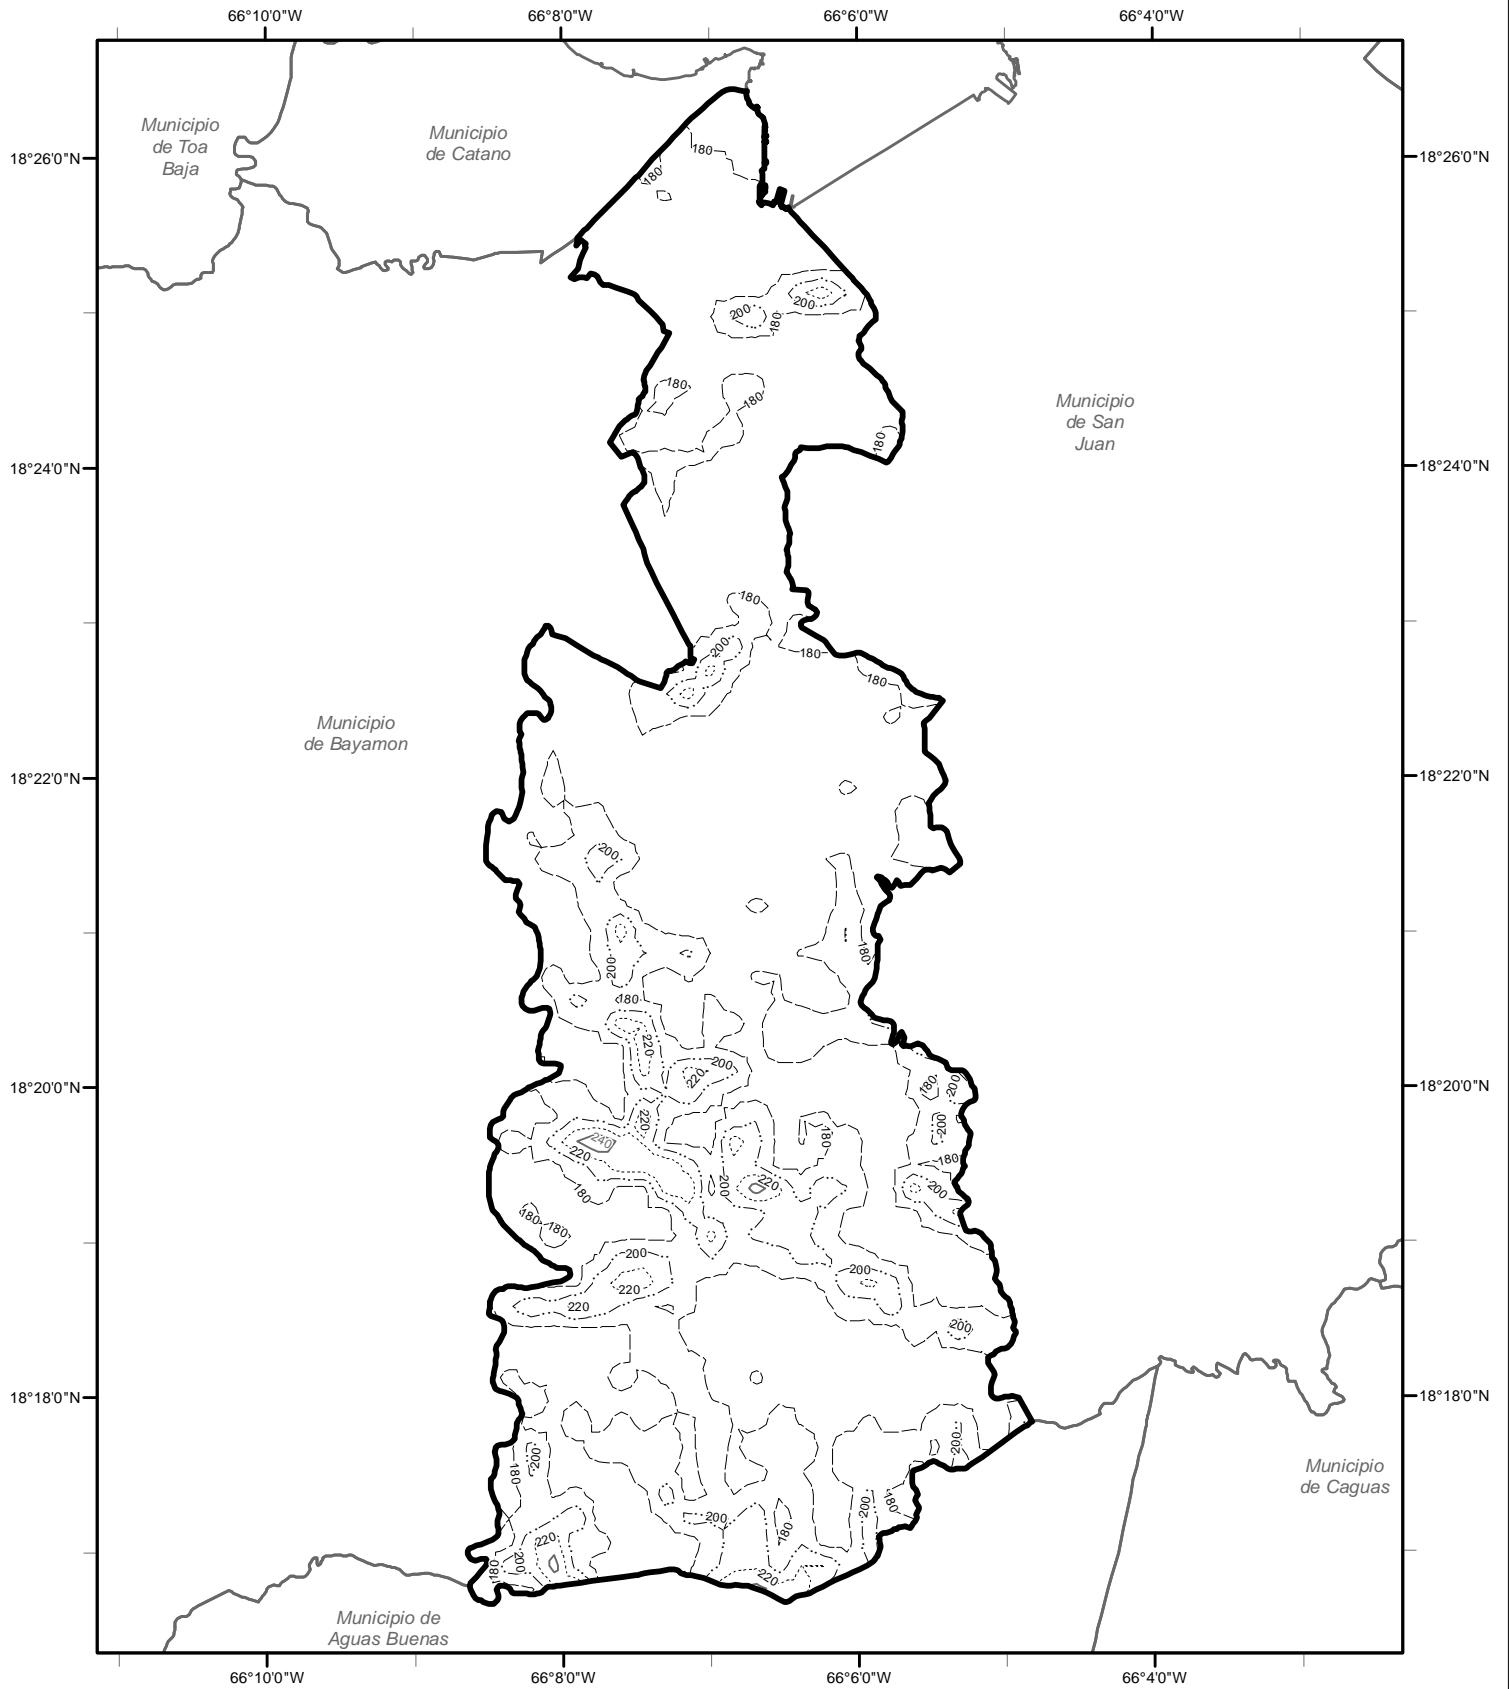 66°10'0"W
66°8'0"W
66°6'0"W
66°4'0"W
Municipio
de Toa
Baja
Municipio
de Catano
18°26'0"N
18°26'0"N
180
180
200
200
180
180
180
Municipio
de San
Juan
180
18°24'0"N
18°24'0"N
180
200
180
180
Municipio
de Bayamon
18°22'0"N
18°22'0"N
200
180
200
180
220
200
220
180
200
18°20'0"N
18°20'0"N
220
200
180
240
220
180
200
220
200
180
180
180
200
200
220
220
200
18°18'0"N
18°18'0"N
200
200
180
Municipio
de Caguas
200
180
200
180
220
200
180
220
Municipio de
Aguas Buenas
66°10'0"W
66°8'0"W
66°6'0"W
66°4'0"W